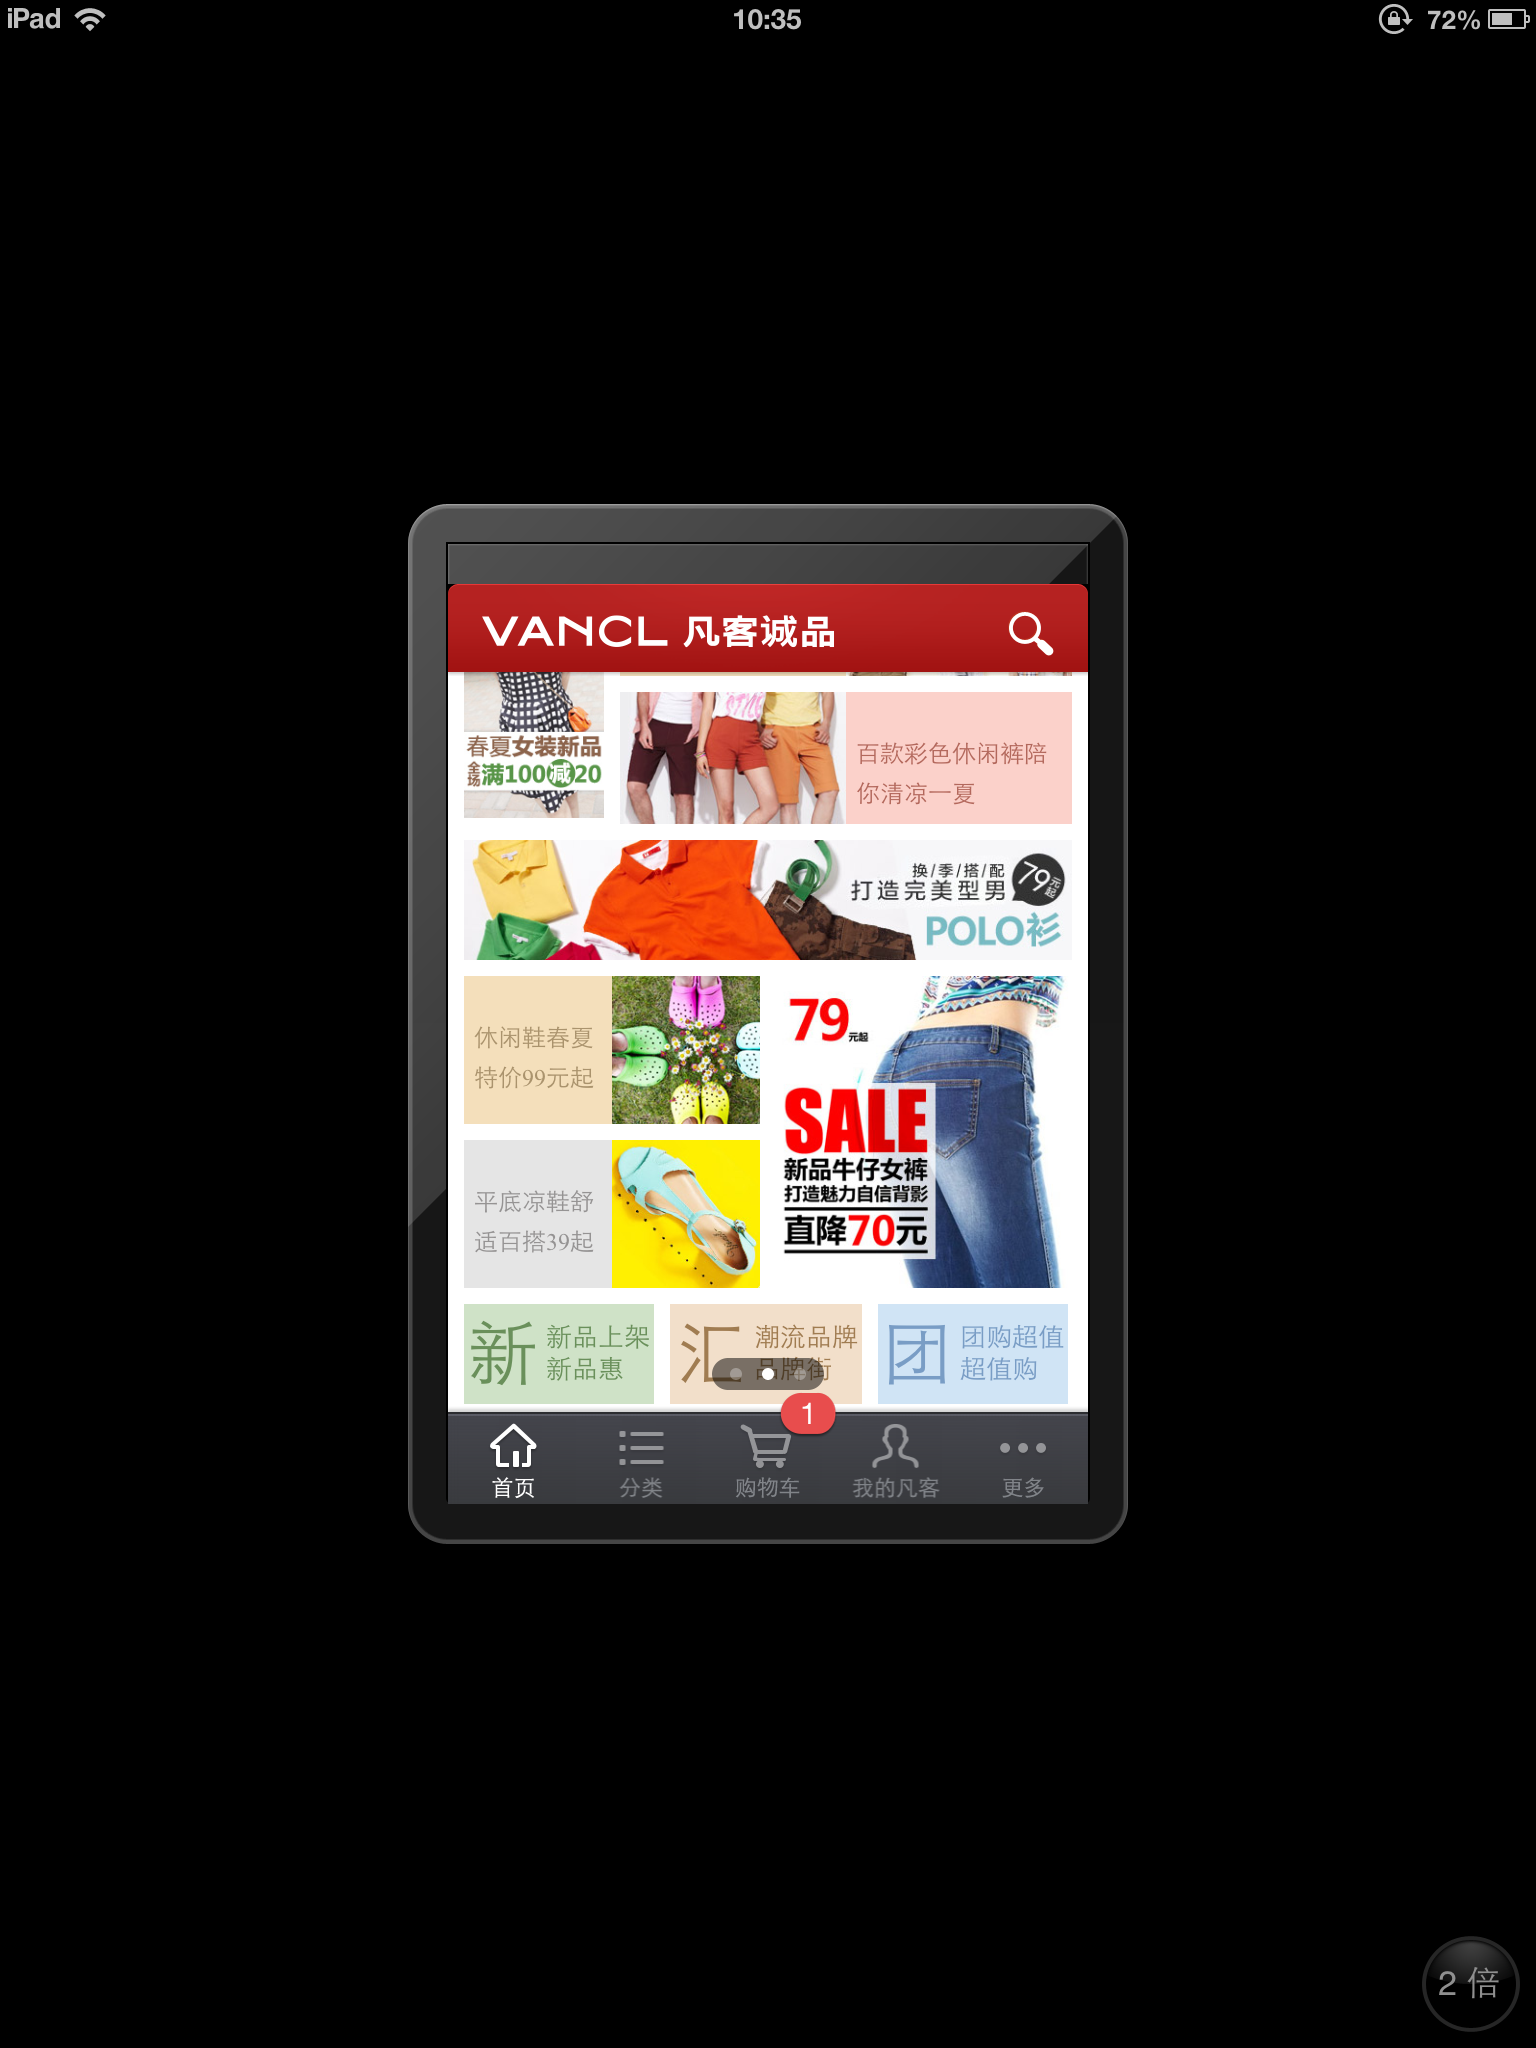 iPad
10:35
72%
VANCL 凡客诚品
春夏女装新品
全场满100减20
百款彩色休闲裤陪
你清凉一夏
换/季/搭/配
打造完美型男
79元起
POLO衫
休闲鞋春夏
特价99元起
79元起
SALE
新品牛仔女裤
打造魅力自信背影
直降70元
平底凉鞋舒
适百搭39起
新 新品上架
新品惠
汇 潮流品牌
品牌街
团 团购超值
超值购
1
首页
分类
购物车
我的凡客
更多
2 倍